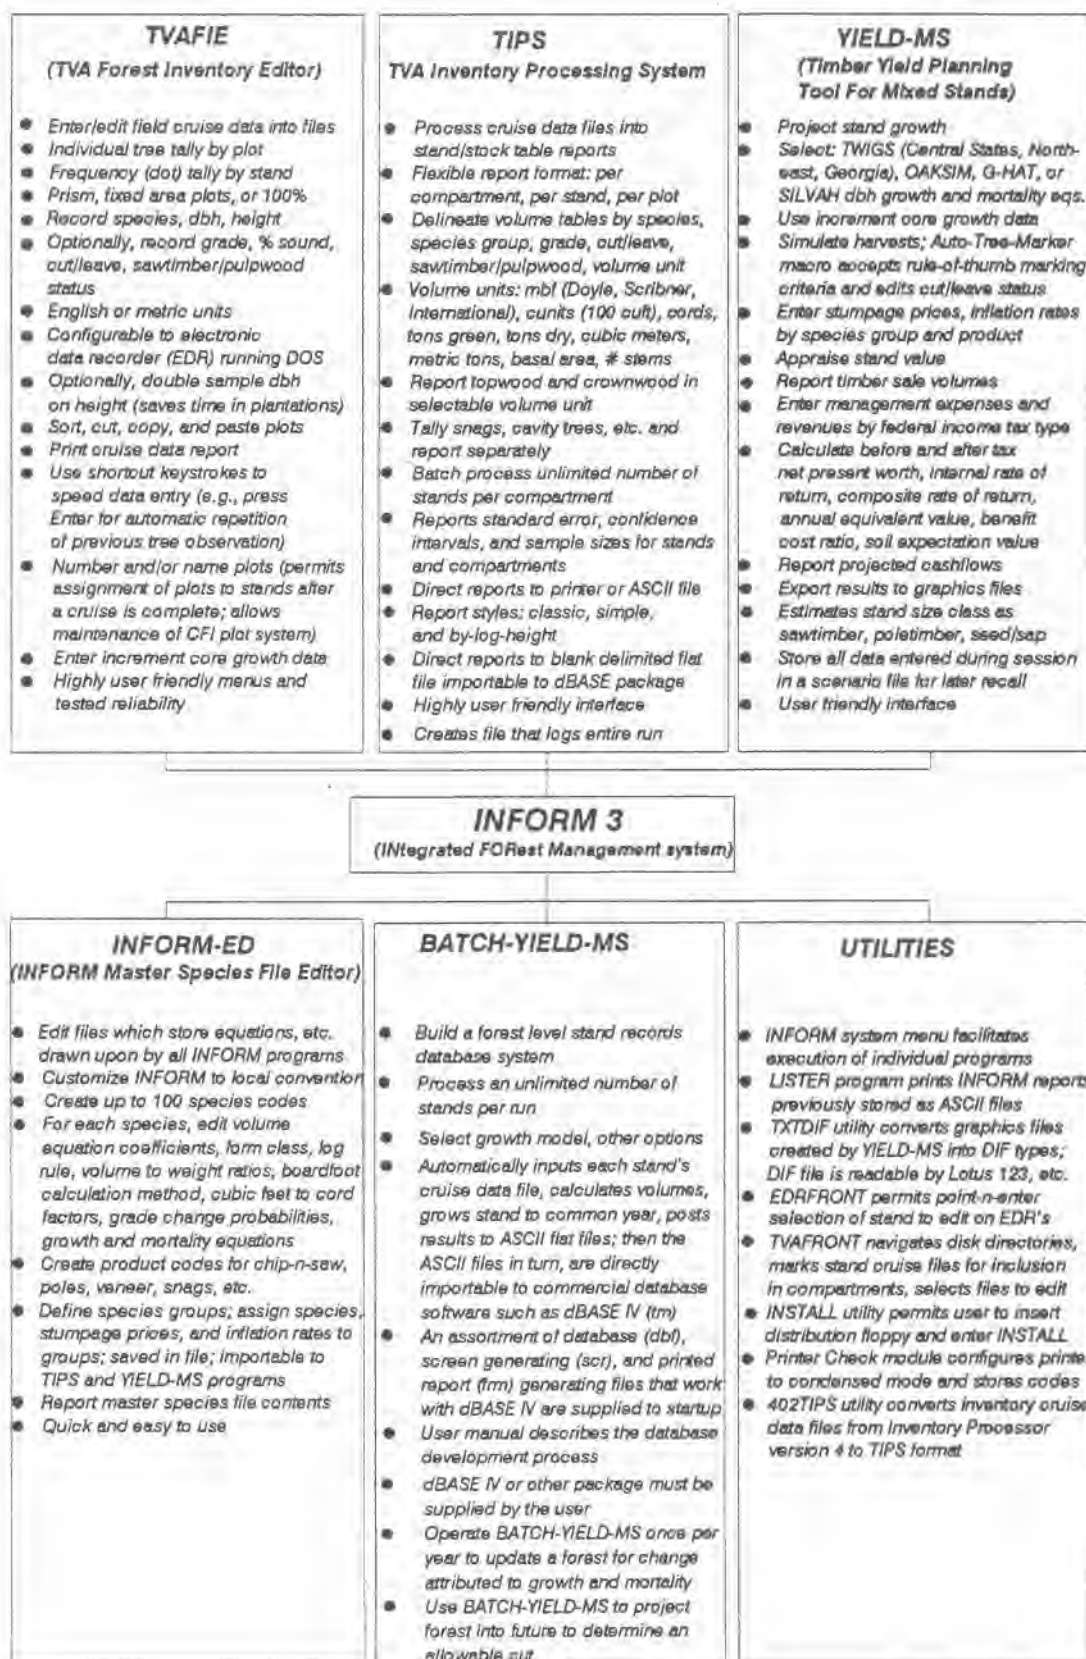 TVAFIE
(TVA Forest Inventory Editor)
● Enter/edit field cruise data into files
● Individual tree tally by plot
● Frequency (dot) tally by stand
● Prism, fixed area plots, or 100%
● Record species, dbh, height
● Optionally, record grade, % sound,
cut/leave, sawtimber/pulpwood
status
● English or metric units
● Configurable to electronic
data recorder (EDR) running DOS
● Optionally, double sample dbh
on height (saves time in plantations)
● Sort, cut, copy, and paste plots
● Print cruise data report
● Use shortcut keystrokes to
speed data entry (e.g., press
Enter for automatic repetition
of previous tree observation)
● Number and/or name plots (permits
assignment of plots to stands after
a cruise is complete; allows
maintenance of CFI plot system)
● Enter increment core growth data
● Highly user friendly menus and
tested reliability
TIPS
TVA Inventory Processing System
● Process cruise data files into
stand/stock table reports
● Flexible report format: per
compartment, per stand, per plot
● Delineate volume tables by species,
species group, grade, cut/leave,
sawtimber/pulpwood, volume unit
● Volume units: mbf (Doyle, Scribner,
International), cunits (100 cuft), cords,
tons green, tons dry, cubic meters,
metric tons, basal area, # stems
● Report topwood and crownwood in
selectable volume unit
● Tally snags, cavity trees, etc. and
report separately
● Batch process unlimited number of
stands per compartment
● Reports standard error, confidence
intervals, and sample sizes for stands
and compartments
● Direct reports to printer or ASCII file
● Report styles: classic, simple,
and by-log-height
● Direct reports to blank delimited flat
file importable to dBASE package
● Highly user friendly interface
● Creates file that logs entire run
YIELD-MS
(Timber Yield Planning
Tool For Mixed Stands)
● Project stand growth
● Select: TWIGS (Central States, North-
east, Georgia), OAKSIM, G-HAT, or
SILVAH dbh growth and mortality eqs.
● Use increment core growth data
● Simulate harvests; Auto-Tree-Marker
macro accepts rule-of-thumb marking
criteria and edits cut/leave status
● Enter stumpage prices, inflation rates
by species group and product
● Appraise stand value
● Report timber sale volumes
● Enter management expenses and
revenues by federal income tax type
● Calculate before and after tax
net present worth, internal rate of
return, composite rate of return,
annual equivalent value, benefit
cost ratio, soil expectation value
● Report projected cashflows
● Export results to graphics files
● Estimates stand size class as
sawtimber, poletimber, seed/sap
● Store all data entered during session
in a scenario file for later recall
● User friendly interface
INFORM 3
(INtegrated FORest Management system)
INFORM-ED
(INFORM Master Species File Editor)
● Edit files which store equations, etc.
drawn upon by all INFORM programs
● Customize INFORM to local convention
● Create up to 100 species codes
● For each species, edit volume
equation coefficients, form class, log
rule, volume to weight ratios, boardfoot
calculation method, cubic feet to cord
factors, grade change probabilities,
growth and mortality equations
● Create product codes for chip-n-saw,
poles, veneer, snags, etc.
● Define species groups; assign species,
stumpage prices, and inflation rates to
groups; saved in file; importable to
TIPS and YIELD-MS programs
● Report master species file contents
● Quick and easy to use
BATCH-YIELD-MS
● Build a forest level stand records
database system
● Process an unlimited number of
stands per run
● Select growth model, other options
● Automatically inputs each stand's
cruise data file, calculates volumes,
grows stand to common year, posts
results to ASCII flat files; then the
ASCII files in turn, are directly
importable to commercial database
software such as dBASE IV (tm)
● An assortment of database (dbf),
screen generating (scr), and printed
report (frm) generating files that work
with dBASE IV are supplied to startup
● User manual describes the database
development process
● dBASE IV or other package must be
supplied by the user
● Operate BATCH-YIELD-MS once per
year to update a forest for change
attributed to growth and mortality
● Use BATCH-YIELD-MS to project
forest into future to determine an
allowable cut
UTILITIES
● INFORM system menu facilitates
execution of individual programs
● LISTER program prints INFORM reports
previously stored as ASCII files
● TXTDIF utility converts graphics files
created by YIELD-MS into DIF types;
DIF file is readable by Lotus 123, etc.
● EDRFRONT permits point-n-enter
selection of stand to edit on EDR's
● TVAFRONT navigates disk directories,
marks stand cruise files for inclusion
in compartments, selects files to edit
● INSTALL utility permits user to insert
distribution floppy and enter INSTALL
● Printer Check module configures printer
to condensed mode and stores codes
● 402TIPS utility converts inventory cruise
data files from Inventory Processor
version 4 to TIPS format